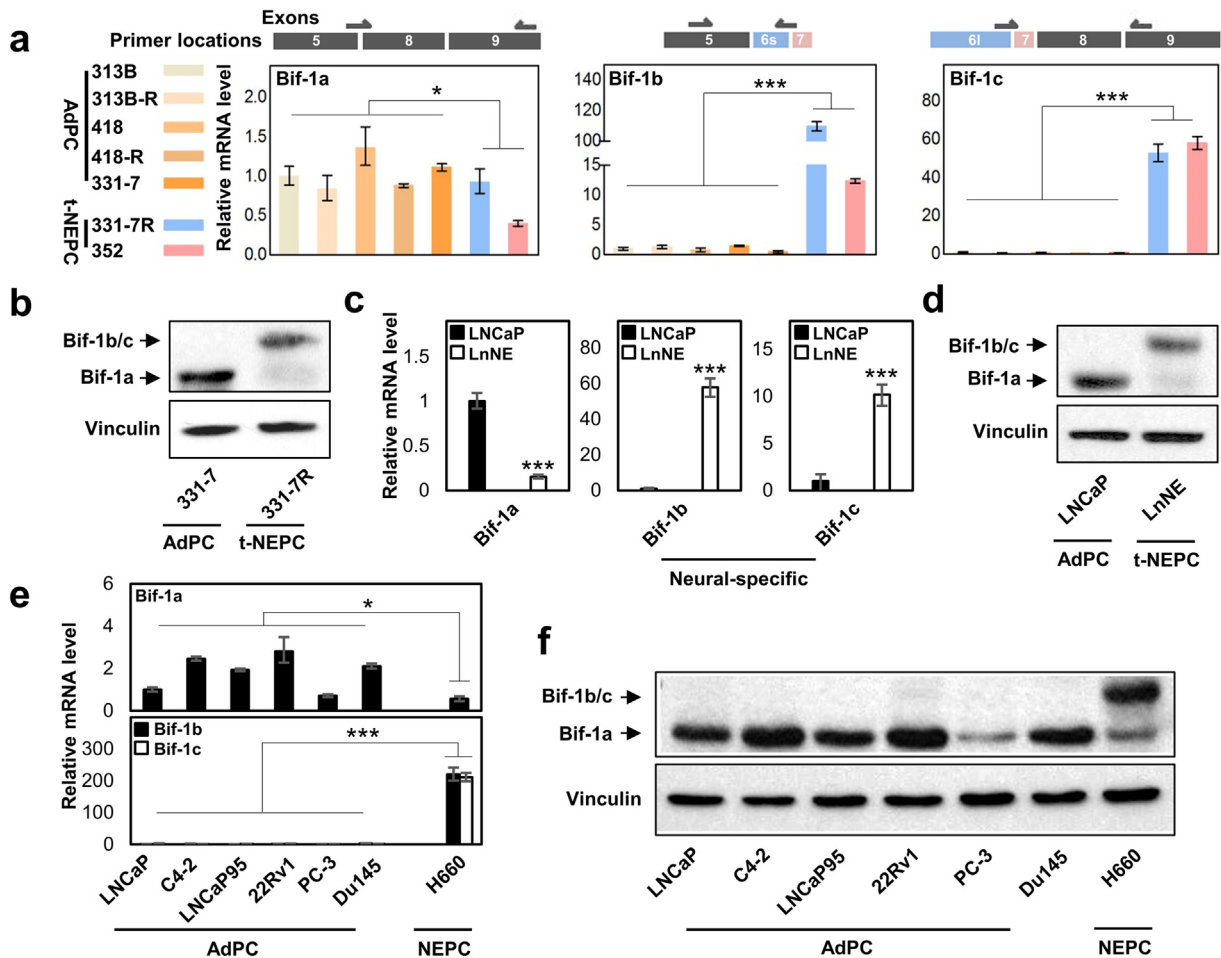 a
Exons
Primer locations
5 8 9
5 6s 7
6l 7 8 9
AdPC
313B
313B-R
418
418-R
331-7
t-NEPC
331-7R
352
Relative mRNA level
Bif-1a
2.0
1.5
1.0
0.5
0.0
*
Bif-1b
140
120
100
15
10
5
0
***
Bif-1c
80
60
40
20
0
***
b
Bif-1b/c
Bif-1a
Vinculin
331-7
331-7R
AdPC
t-NEPC
c
Relative mRNA level
LNCaP
LnNE
1.5
1
0.5
0
***
Bif-1a
LNCaP
LnNE
80
60
40
20
0
***
Bif-1b
LNCaP
LnNE
15
10
5
0
***
Bif-1c
Neural-specific
d
Bif-1b/c
Bif-1a
Vinculin
LNCaP
LnNE
AdPC
t-NEPC
e
Relative mRNA level
Bif-1a
6
4
2
0
*
Bif-1b
Bif-1c
300
200
100
0
***
LNCaP
C4-2
LNCaP95
22Rv1
PC-3
Du145
H660
AdPC
NEPC
f
Bif-1b/c
Bif-1a
Vinculin
LNCaP
C4-2
LNCaP95
22Rv1
PC-3
Du145
H660
AdPC
NEPC